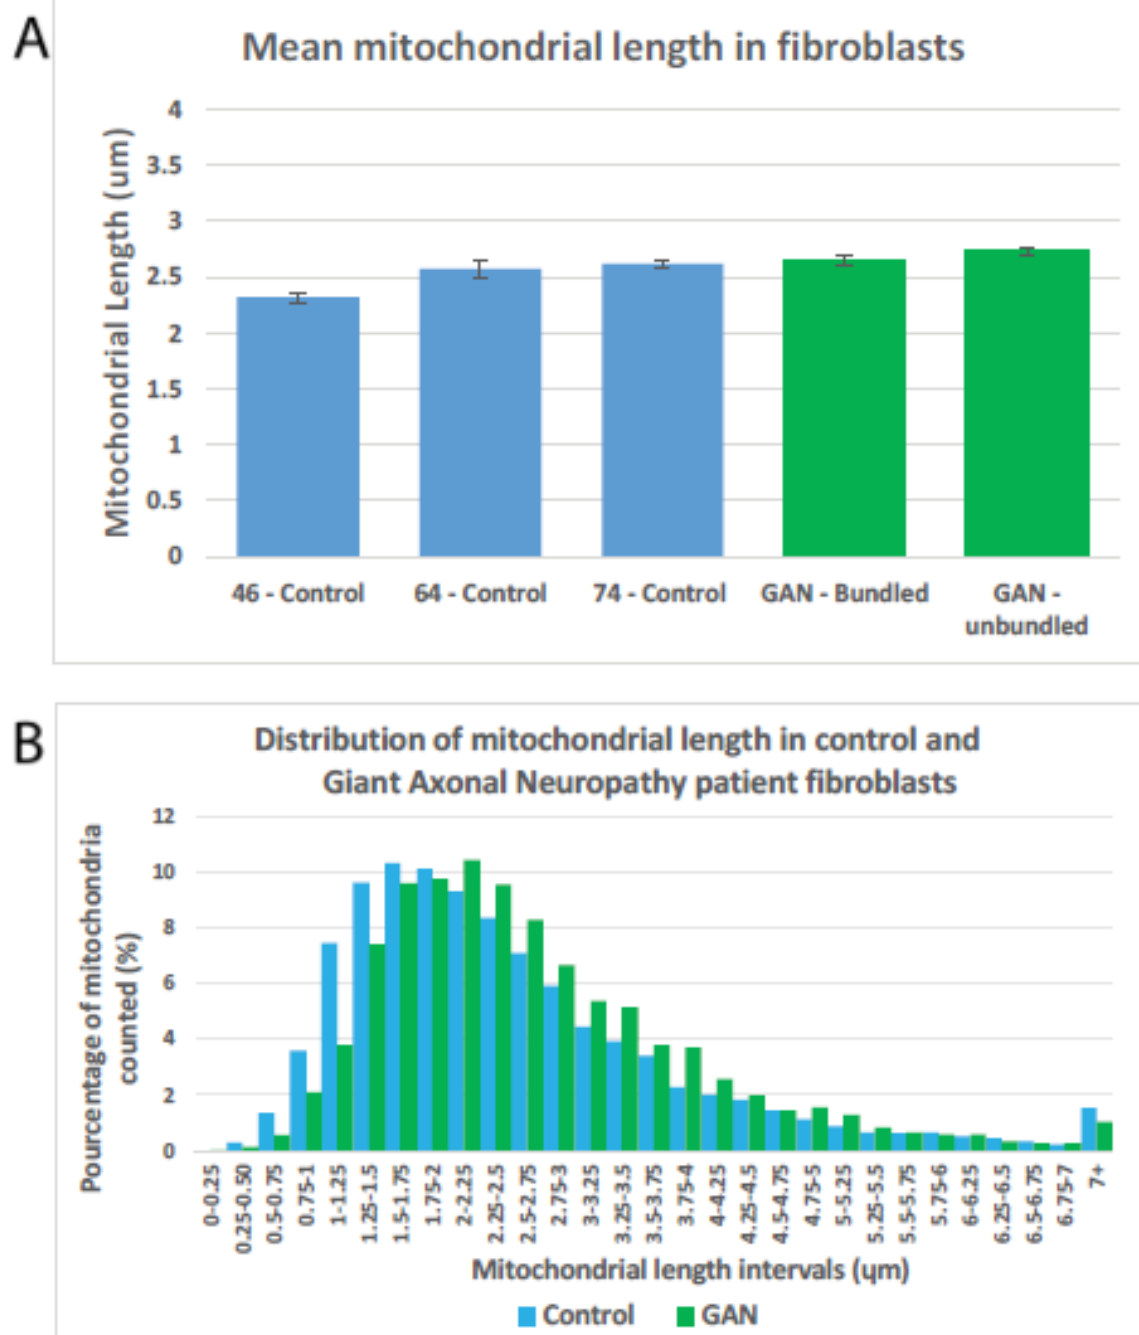 A
Mean mitochondrial length in fibroblasts
Mitochondrial Length (um)
4
3.5
3
2.5
2
1.5
1
0.5
0
46 - Control
64 - Control
74 - Control
GAN - Bundled
GAN -
unbundled
B
Distribution of mitochondrial length in control and
Giant Axonal Neuropathy patient fibroblasts
Pourcentage of mitochondria
counted (%)
12
10
8
6
4
2
0
0-0.25
0.25-0.50
0.5-0.75
0.75-1
1-1.25
1.25-1.5
1.5-1.75
1.75-2
2-2.25
2.25-2.5
2.5-2.75
2.75-3
3-3.25
3.25-3.5
3.5-3.75
3.75-4
4-4.25
4.25-4.5
4.5-4.75
4.75-5
5-5.25
5.25-5.5
5.5-5.75
5.75-6
6-6.25
6.25-6.5
6.5-6.75
6.75-7
7+
Mitochondrial length intervals (ųm)
Control
GAN